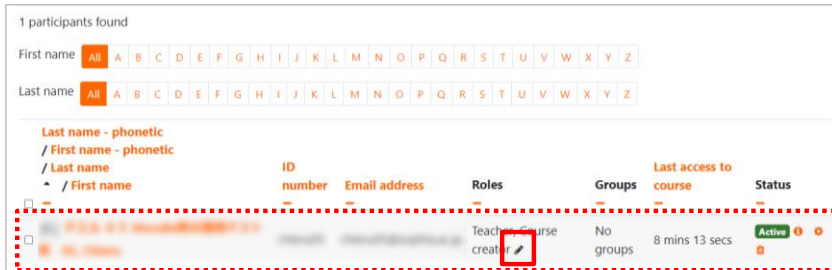 1 participants found
First name All A B C D E F G H I J K L M N O P Q R S T U V W X Y Z
Last name All A B C D E F G H I J K L M N O P Q R S T U V W X Y Z
Last name - phonetic
/ First name - phonetic
/ Last name
/ First name
ID
number
Email address
Roles
Groups
Last access to
course
Status
Teacher, Course
creator
No
groups
8 mins 13 secs
Active